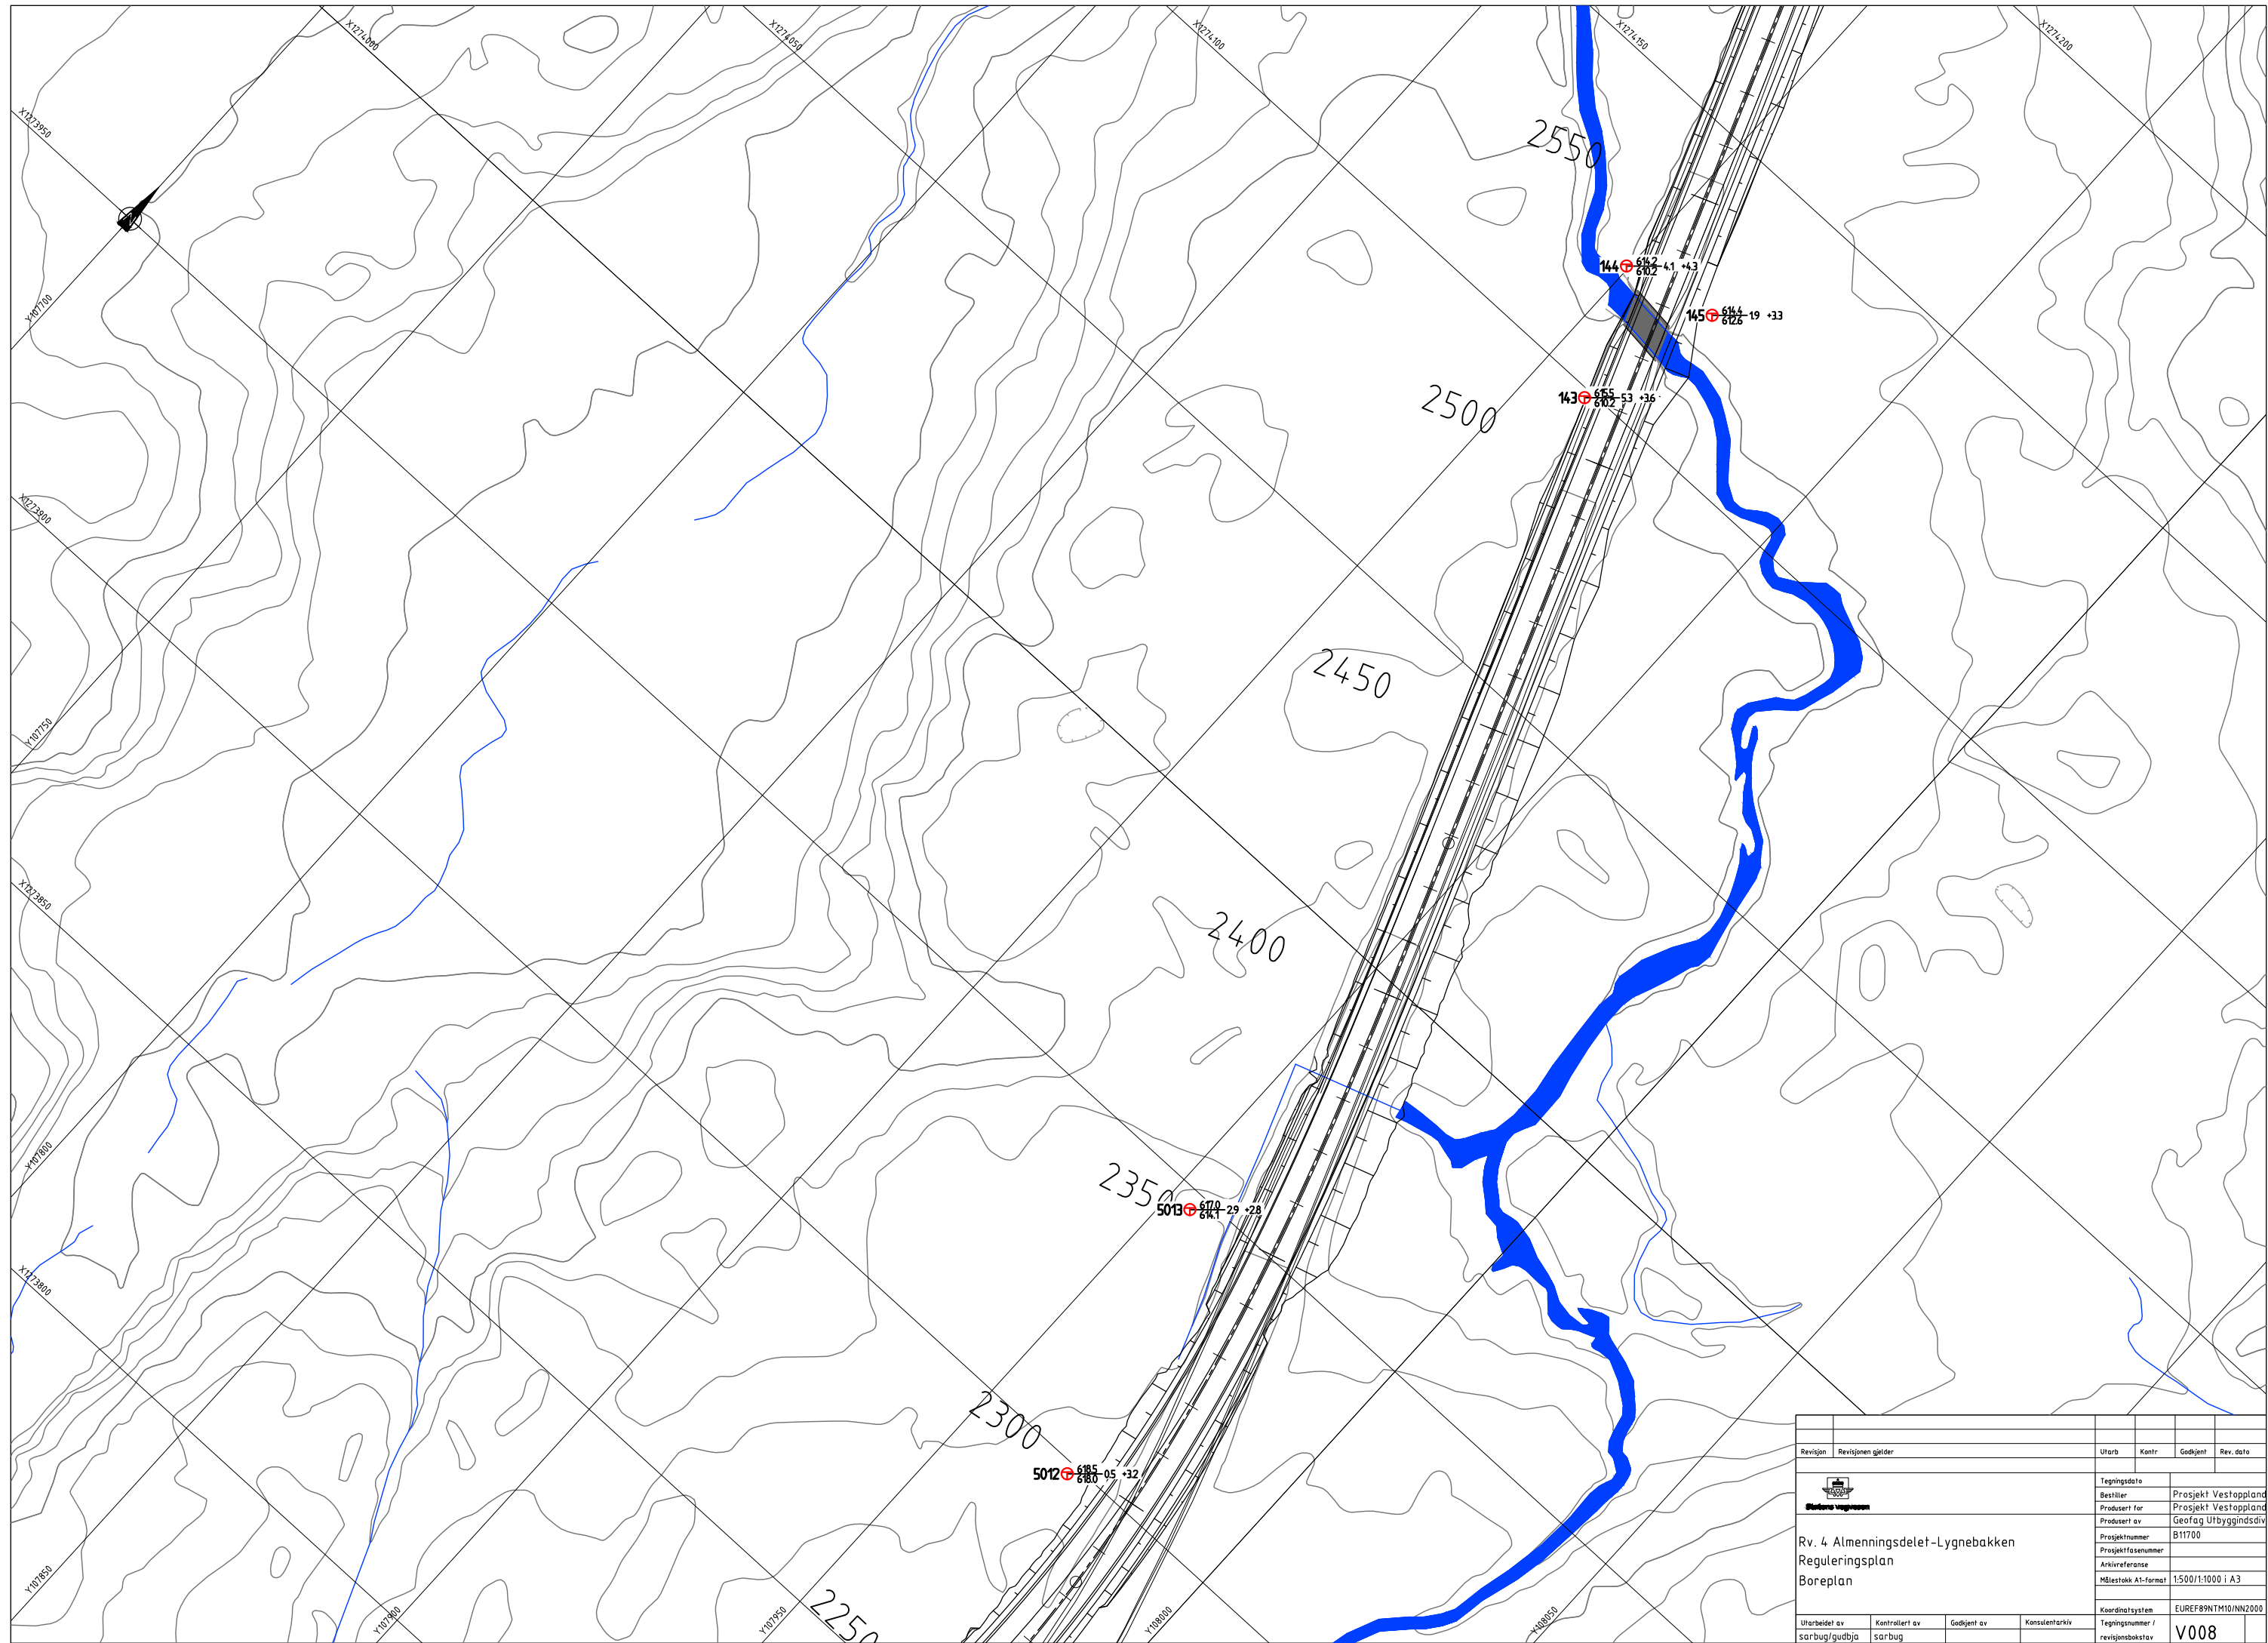 X1274000
X1274050
X1274100
X1274150
X1274200
X1273950
2550
Y107700
144 614.2 4.1 +4.3
610.2
145 614.4 1.9 +3.3
612.6
143 615.5 5.3 +3.6
610.2
2500
X1273900
2450
Y107750
X1273850
2400
Y107800
2350
5013 617.0 2.9 +2.8
614.1
X1273800
2300
5012 618.5 0.5 +3.2
618.0
Y107850
Y107900
2250
Y107950
Y108000
Y108050
Revisjon Revisjonen gjelder Utarb Kontr Godkjent Rev. dato
Statens vegvesen
Tegningsdato
Bestiller Prosjekt Vestoppland
Produsert for Prosjekt Vestoppland
Produsert av Geofag Utbyggindsdiv
Prosjektnummer B11700
Prosjektfasenummer
Arkivreferanse
Målestokk A1-format 1:500/1:1000 i A3
Koordinatsystem EUREF89NTM10/NN2000
Rv. 4 Almenningsdelet-Lygnebakken
Reguleringsplan
Boreplan
Utarbeidet av Kontrollert av Godkjent av Konsulentarkiv
sarbug/gudbja sarbug
Tegningsnummer /
revisjonsbokstav V008